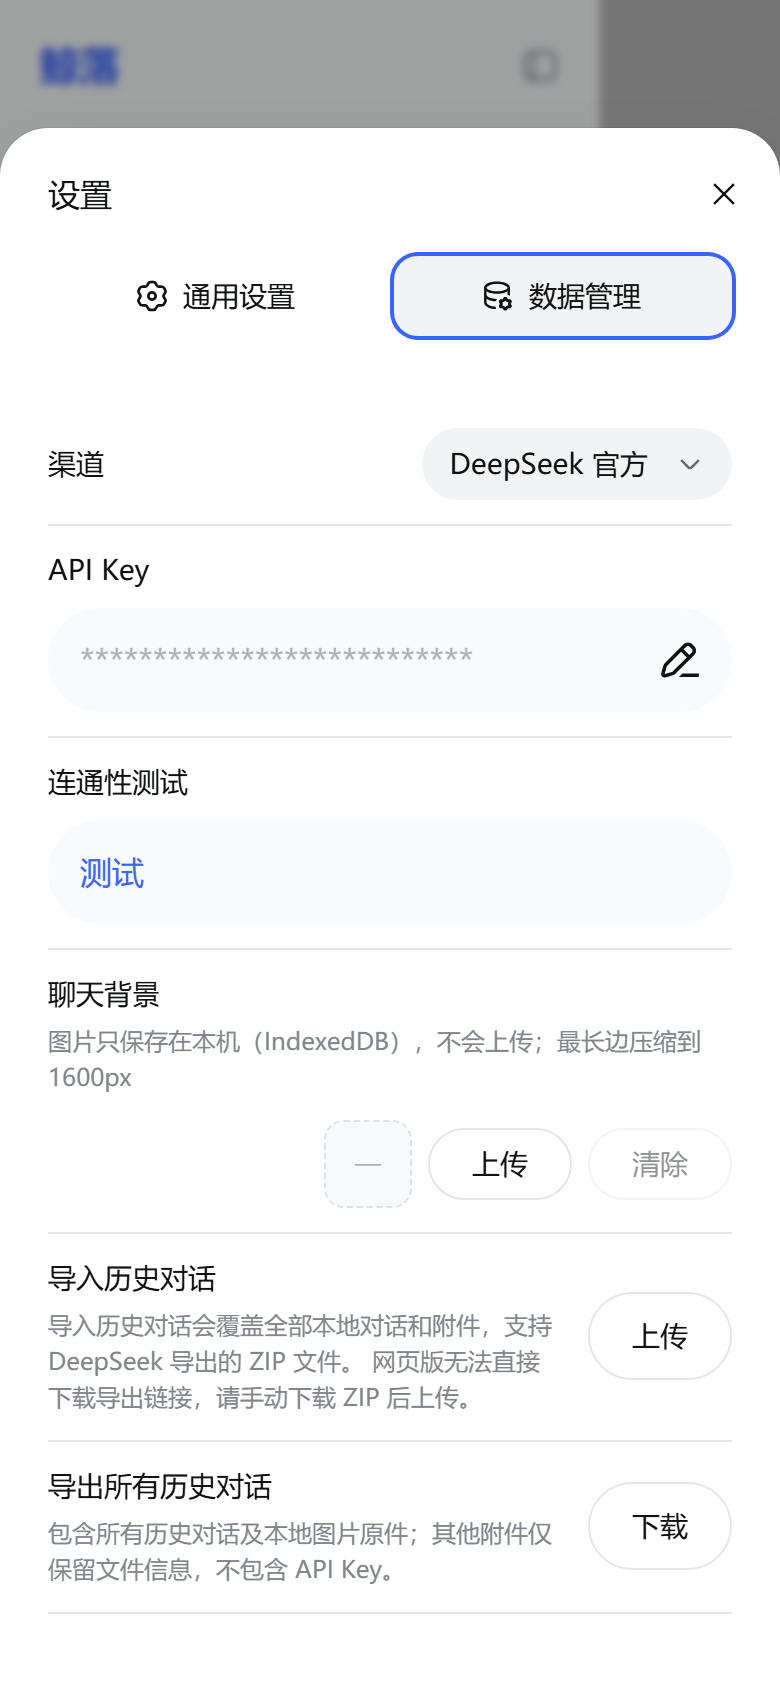 鲸落
设置
通用设置
数据管理
渠道
DeepSeek 官方
API Key
***************************
连通性测试
测试
聊天背景
图片只保存在本机（IndexedDB），不会上传；最长边压缩到
1600px
—
上传
清除
导入历史对话
导入历史对话会覆盖全部本地对话和附件，支持
DeepSeek 导出的 ZIP 文件。 网页版无法直接
下载导出链接，请手动下载 ZIP 后上传。
上传
导出所有历史对话
包含所有历史对话及本地图片原件；其他附件仅
保留文件信息，不包含 API Key。
下载